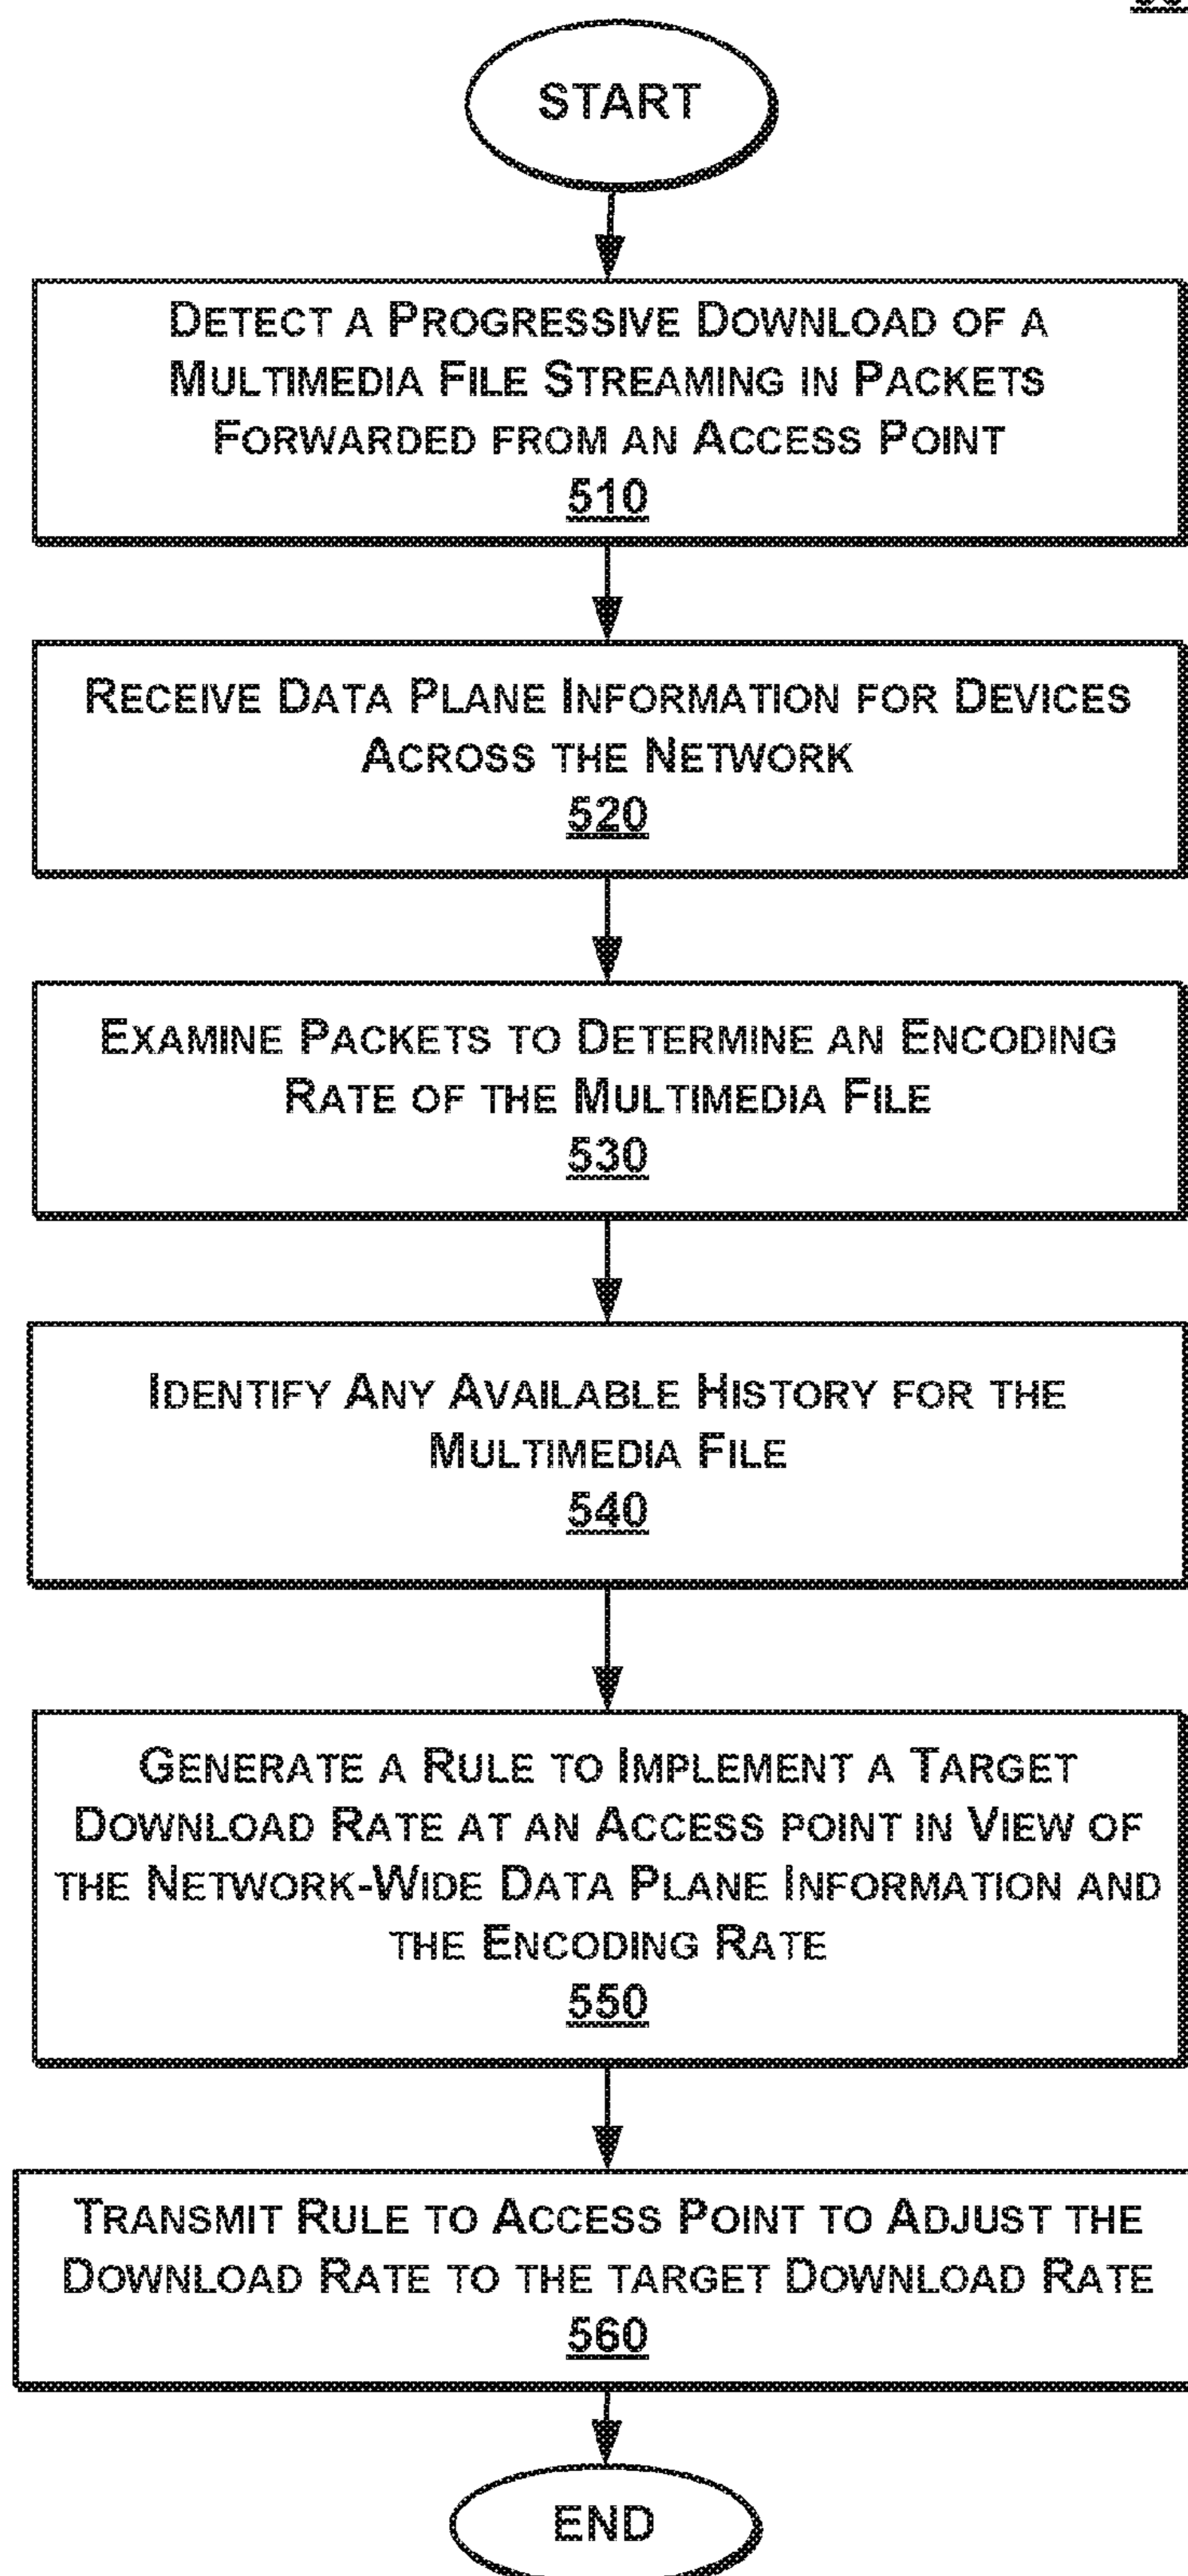 START
DETECT A PROGRESSIVE DOWNLOAD OF A
MULTIMEDIA FILE STREAMING IN PACKETS
FORWARDED FROM AN ACCESS POINT
510
RECEIVE DATA PLANE INFORMATION FOR DEVICES
ACROSS THE NETWORK
520
EXAMINE PACKETS TO DETERMINE AN ENCODING
RATE OF THE MULTIMEDIA FILE
530
IDENTIFY ANY AVAILABLE HISTORY FOR THE
MULTIMEDIA FILE
540
GENERATE A RULE TO IMPLEMENT A TARGET
DOWNLOAD RATE AT AN ACCESS POINT IN VIEW OF
THE NETWORK-WIDE DATA PLANE INFORMATION AND
THE ENCODING RATE
550
TRANSMIT RULE TO ACCESS POINT TO ADJUST THE
DOWNLOAD RATE TO THE TARGET DOWNLOAD RATE
560
END